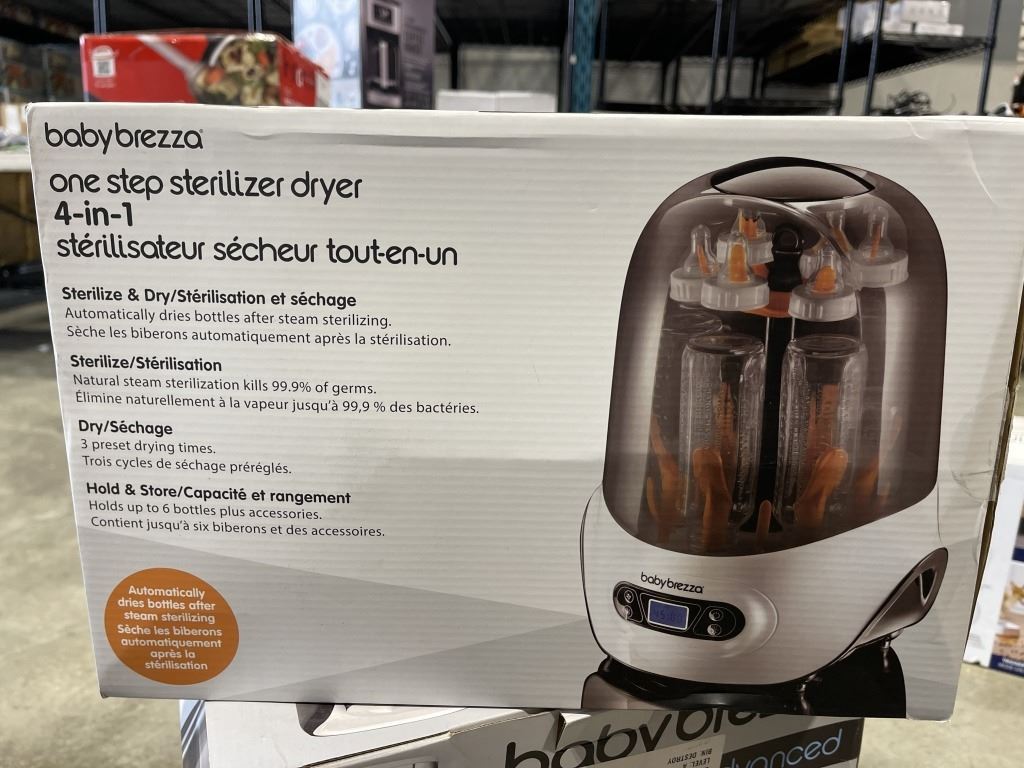 babybrezza
one step sterilizer dryer
4-in-1
stérilisateur sécheur tout-en-un
Sterilize & Dry/Stérilisation et séchage
Automatically dries bottles after steam sterilizing.
Sèche les biberons automatiquement après la stérilisation.
Sterilize/Stérilisation
Natural steam sterilization kills 99.9% of germs.
Élimine naturellement à la vapeur jusqu'à 99,9 % des bactéries.
Dry/Séchage
3 preset drying times.
Trois cycles de séchage préréglés.
Hold & Store/Capacité et rangement
Holds up to 6 bottles plus accessories.
Contient jusqu'à six biberons et des accessoires.
Automatically
dries bottles after
steam sterilizing
Sèche les biberons
automatiquement
après la
stérilisation
babybrezza
BIN, DESTROY